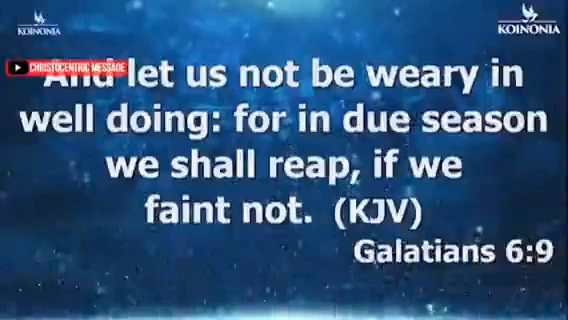 KOINONIA
KOINONIA
CHRISTOCENTRIC MESSAGE
And let us not be weary in
well doing: for in due season
we shall reap, if we
faint not. (KJV)
Galatians 6:9